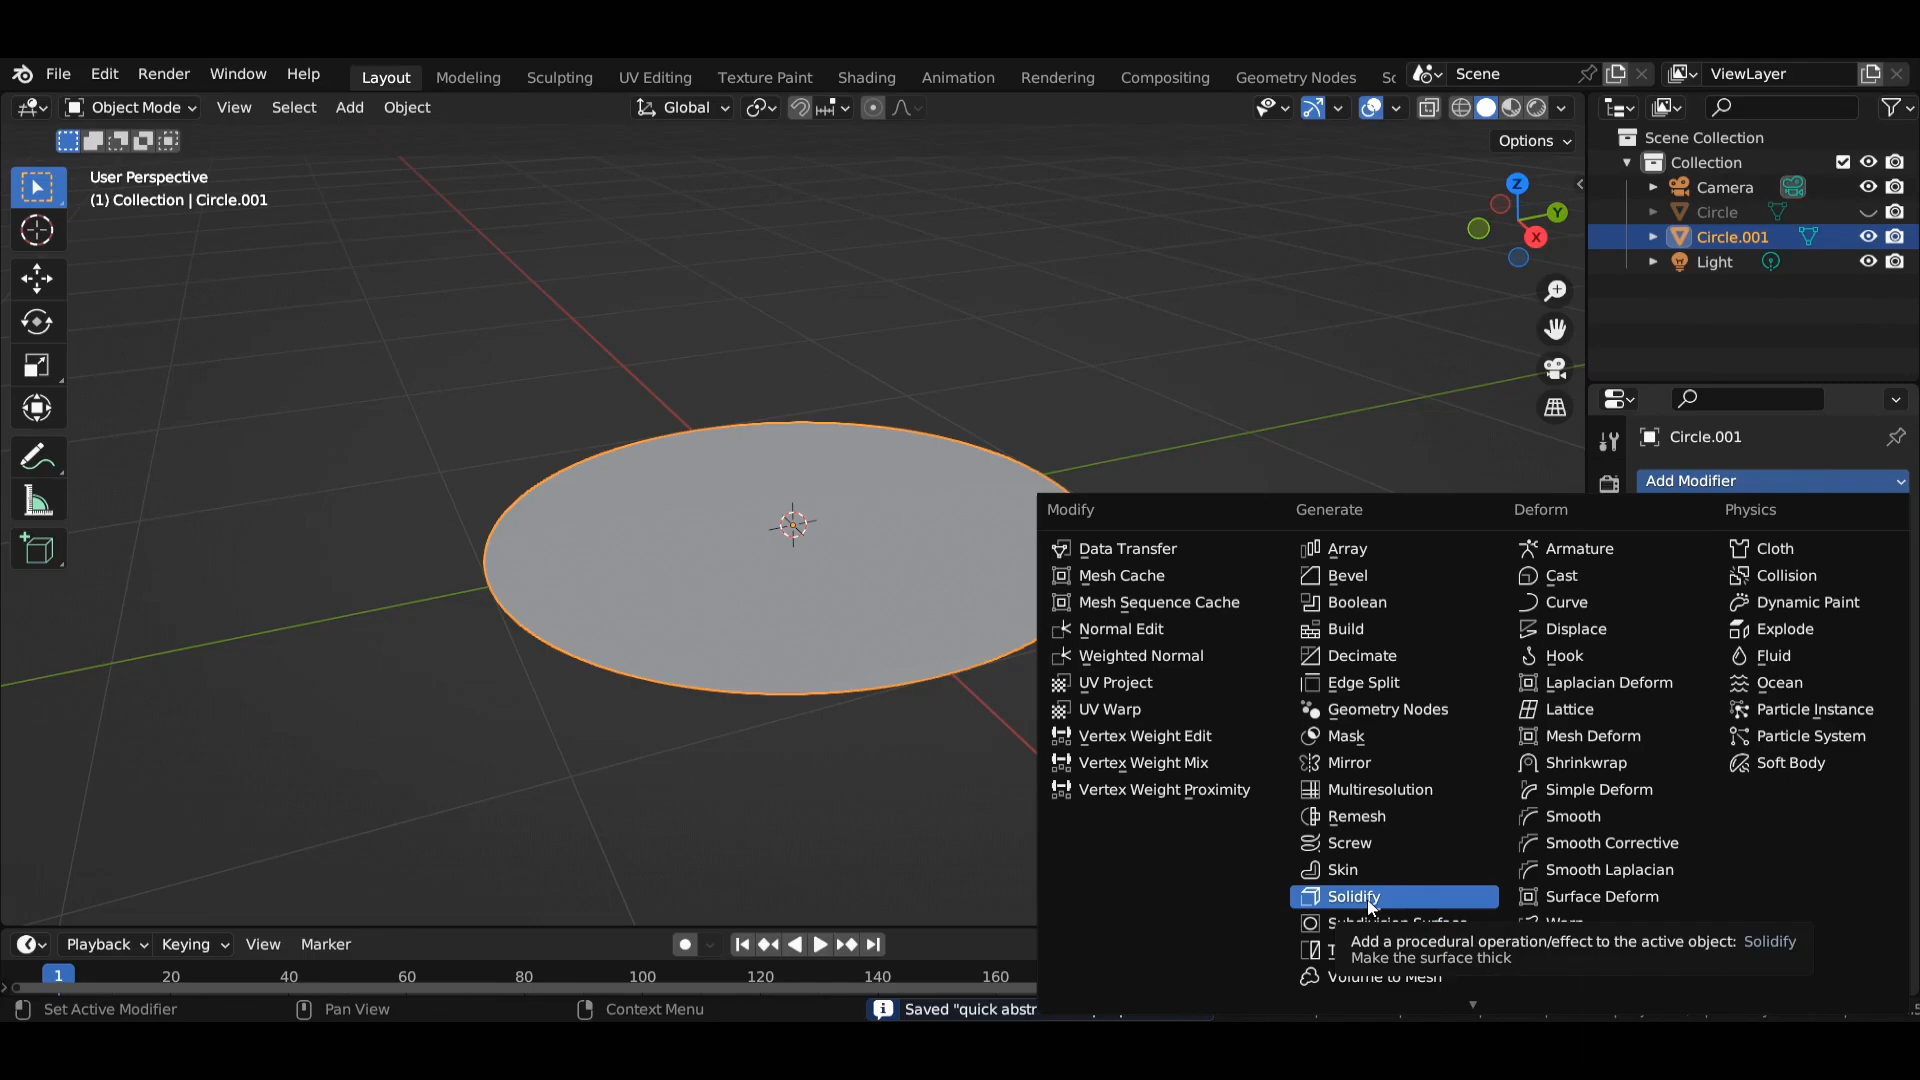 File Edit Render Window Help Layout Modeling Sculpting UV Editing Texture Paint Shading Animation Rendering Compositing Geometry Nodes Sc Scene ViewLayer
Object Mode View Select Add Object Global
Options
User Perspective
(1) Collection | Circle.001
Z
Y
X
Scene Collection
Collection
Camera
Circle
Circle.001
Light
Circle.001
Add Modifier
Modify
Data Transfer
Mesh Cache
Mesh Sequence Cache
Normal Edit
Weighted Normal
UV Project
UV Warp
Vertex Weight Edit
Vertex Weight Mix
Vertex Weight Proximity
Generate
Array
Bevel
Boolean
Build
Decimate
Edge Split
Geometry Nodes
Mask
Mirror
Multiresolution
Remesh
Screw
Skin
Solidify
Subdivision Surface
Volume to Mesh
Deform
Armature
Cast
Curve
Displace
Hook
Laplacian Deform
Lattice
Mesh Deform
Shrinkwrap
Simple Deform
Smooth
Smooth Corrective
Smooth Laplacian
Surface Deform
Warp
Physics
Cloth
Collision
Dynamic Paint
Explode
Fluid
Ocean
Particle Instance
Particle System
Soft Body
Add a procedural operation/effect to the active object: Solidify
Make the surface thick
Playback Keying View Marker
1 20 40 60 80 100 120 140 160
Set Active Modifier Pan View Context Menu Saved "quick abstr